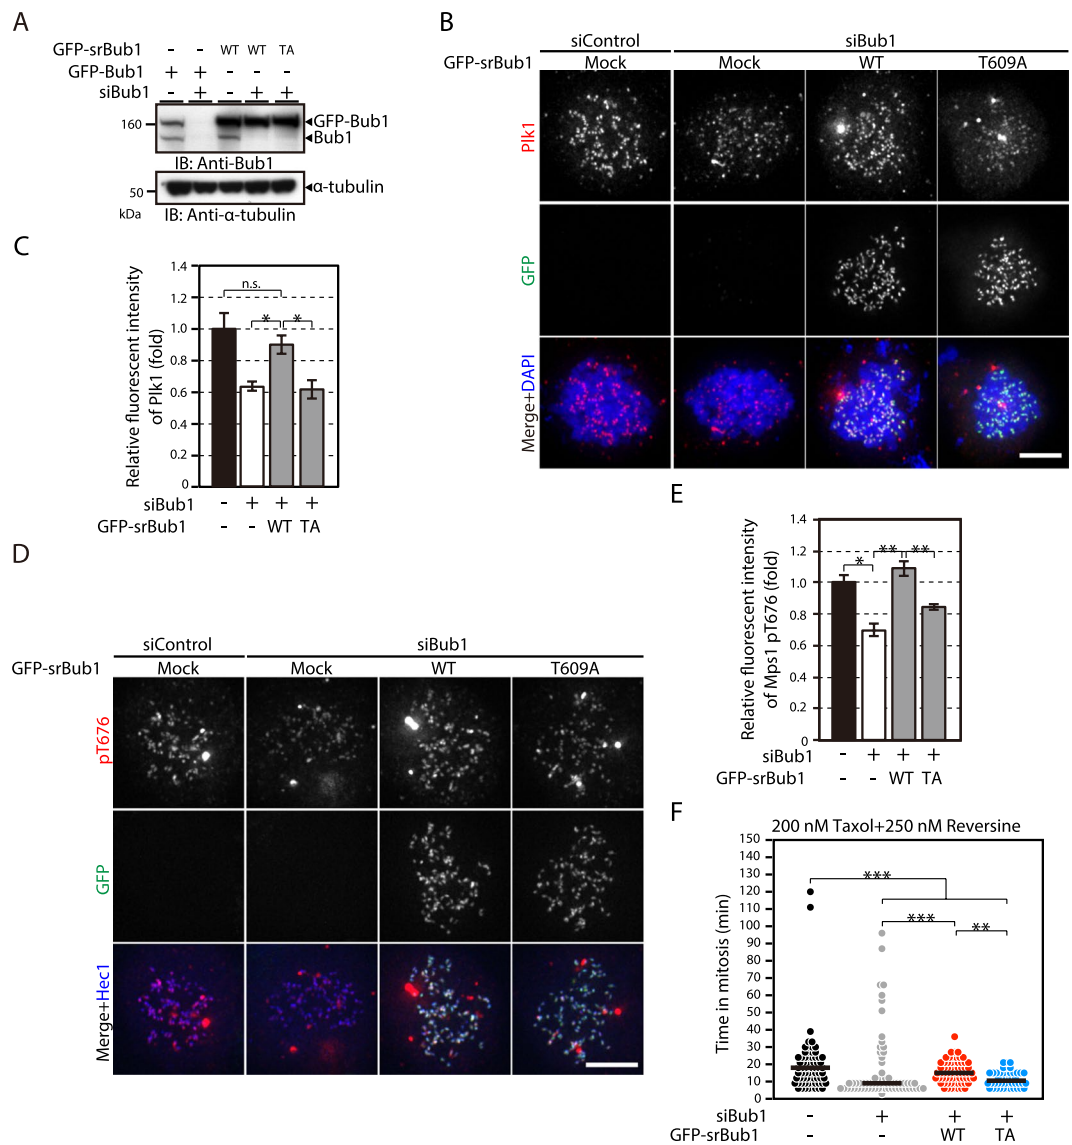 A
GFP-srBub1 - - WT WT TA
GFP-Bub1 + + - - -
siBub1 - + - + +
160
GFP-Bub1
Bub1
IB: Anti-Bub1
50
α-tubulin
kDa
IB: Anti-α-tubulin
B
siControl siBub1
GFP-srBub1 Mock Mock WT T609A
Plk1
GFP
Merge+DAPI
C
Relative fluorescent intensity
of Plk1 (fold)
1.4
1.2
1.0
0.8
0.6
0.4
0.2
0
n.s.
* *
siBub1 - + + +
GFP-srBub1 - - WT TA
D
siControl siBub1
GFP-srBub1 Mock Mock WT T609A
pT676
GFP
Merge+Hec1
E
Relative fluorescent intensity
of Mps1 pT676 (fold)
1.4
1.2
1.0
0.8
0.6
0.4
0.2
0
* ** **
siBub1 - + + +
GFP-srBub1 - - WT TA
F
200 nM Taxol+250 nM Reversine
Time in mitosis (min)
150
140
130
120
110
100
90
80
70
60
50
40
30
20
10
0
***
*** **
siBub1 - + + +
GFP-srBub1 - - WT TA